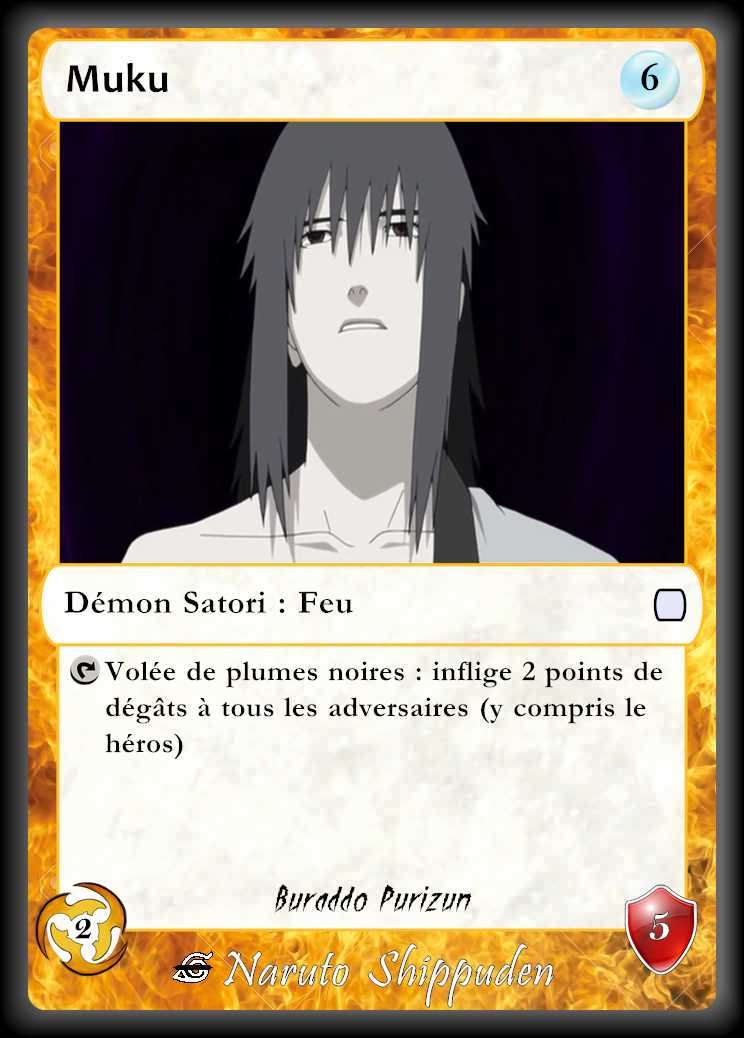 Muku
6
Démon Satori : Feu
Volée de plumes noires : inflige 2 points de
dégâts à tous les adversaires (y compris le
héros)
Buraddo Purizun
2
5
Naruto Shippuden